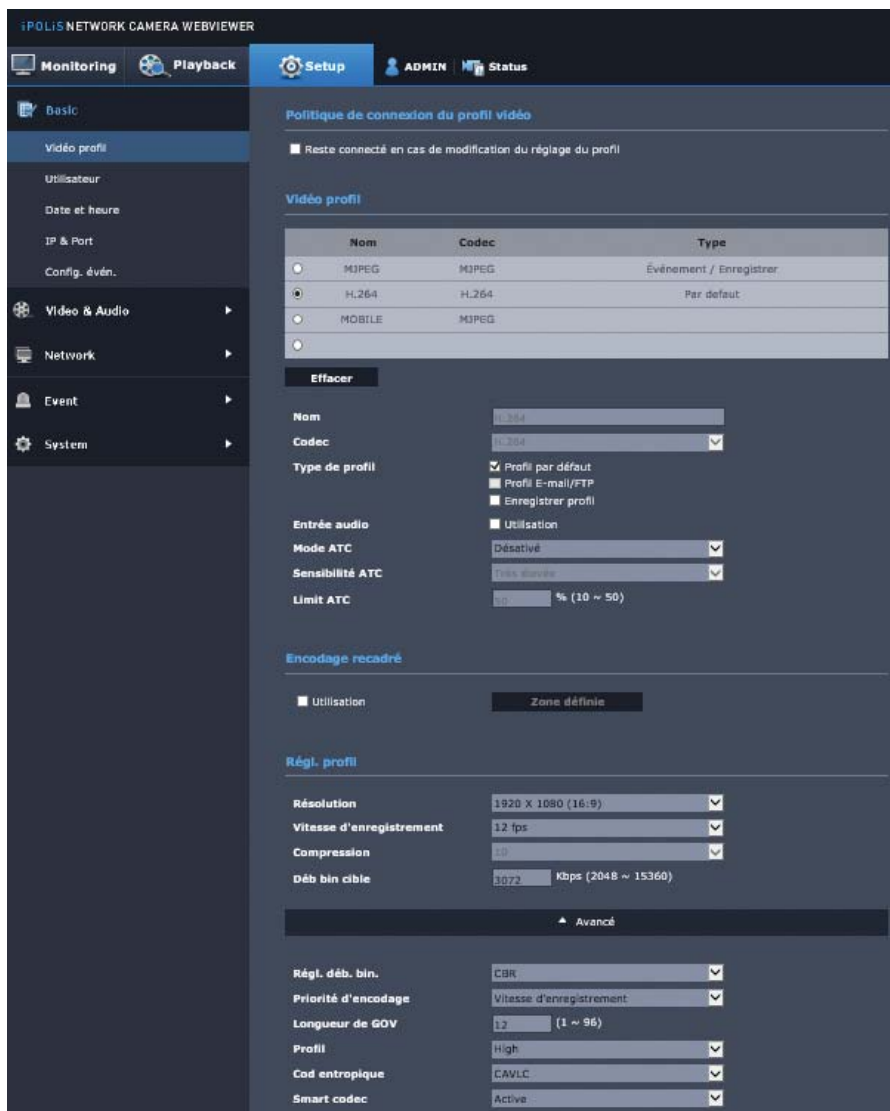 iPOLiS NETWORK CAMERA WEBVIEWER
Monitoring Playback Setup ADMIN Status
Basic
Vidéo profil
Utilisateur
Date et heure
IP & Port
Config. évén.
Video & Audio
Network
Event
System
Politique de connexion du profil vidéo
Reste connecté en cas de modification du réglage du profil
Vidéo profil
Nom Codec Type
MJPEG MJPEG Événement / Enregistrer
H.264 H.264 Par defaut
MOBILE MJPEG
Effacer
Nom H.264
Codec H.264
Type de profil Profil par défaut
Profil E-mail/FTP
Enregistrer profil
Entrée audio Utilisation
Mode ATC Désativé
Sensibilité ATC Très élevée
Limit ATC 50 % (10 ~ 50)
Encodage recadré
Utilisation Zone définie
Régl. profil
Résolution 1920 X 1080 (16:9)
Vitesse d'enregistrement 12 fps
Compression 10
Déb bin cible 3072 Kbps (2048 ~ 15360)
Avancé
Régl. déb. bin. CBR
Priorité d'encodage Vitesse d'enregistrement
Longueur de GOV 12 (1 ~ 96)
Profil High
Cod entropique CAVLC
Smart codec Active